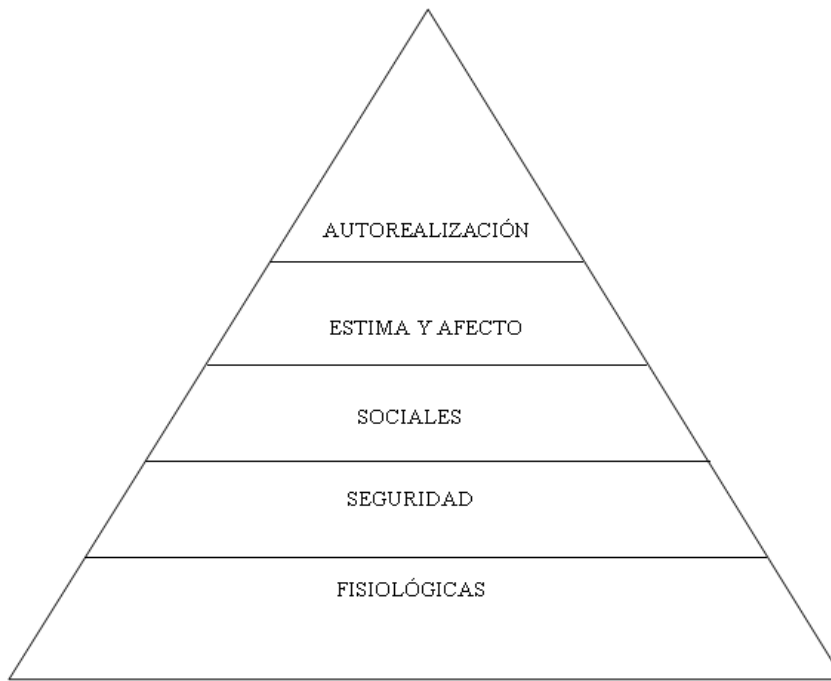 AUTOREALIZACIÓN
ESTIMA Y AFECTO
SOCIALES
SEGURIDAD
FISIOLÓGICAS